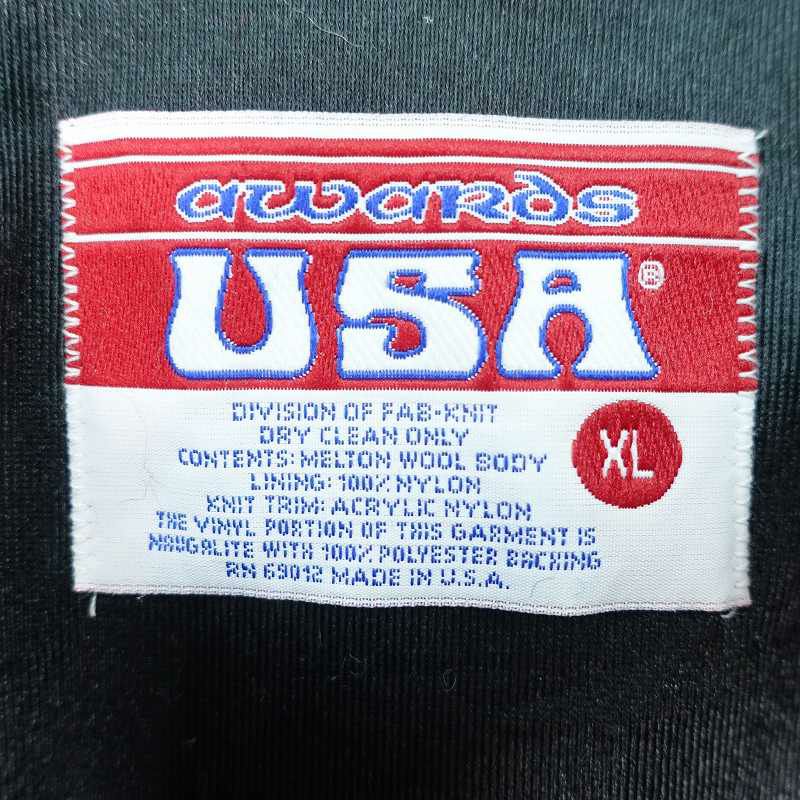 awards
USA®
DIVISION OF FAB-KNIT
DRY CLEAN ONLY
CONTENTS: MELTON WOOL BODY
LINING: 100% NYLON
KNIT TRIM: ACRYLIC NYLON
THE VINYL PORTION OF THIS GARMENT IS
NAUGALITE WITH 100% POLYESTER BACKING
RN 69012 MADE IN U.S.A.
XL